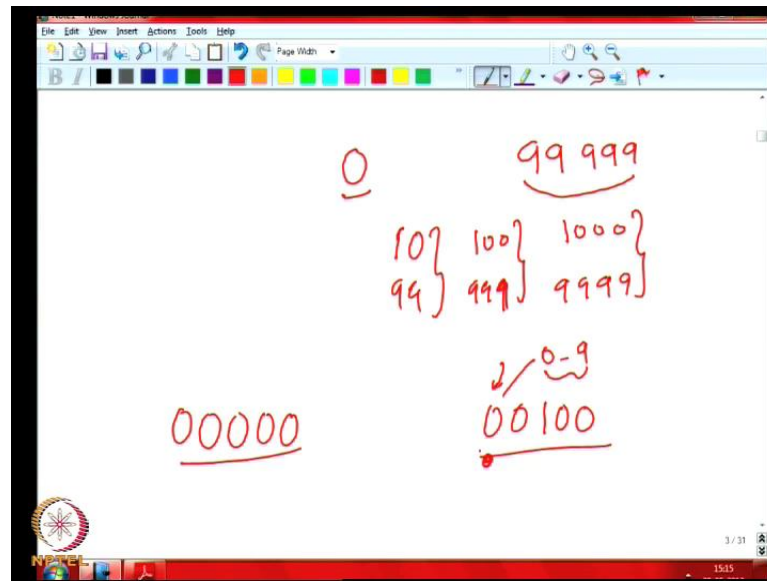 File Edit View Insert Actions Tools Help
Page Width
B I
0 99 999
10 100 1000
99 999 9999
0-9
00000 00100
3 / 31
NPTEL
15:15